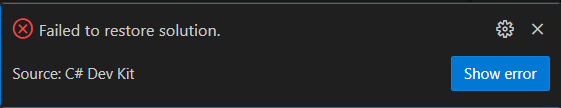 Failed to restore solution.
Source: C# Dev Kit
Show error